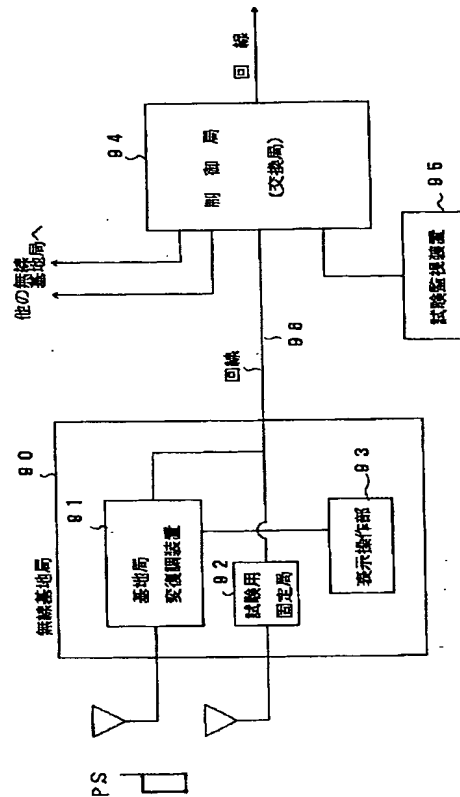 無線基地局
９０
９１
基地局
変復調装置
９２
試験用
固定局
９３
表示操作部
ＰＳ
回線
９６
他の無線
基地局へ
９４
制御局
(交換局)
回線
９５
試験監視装置